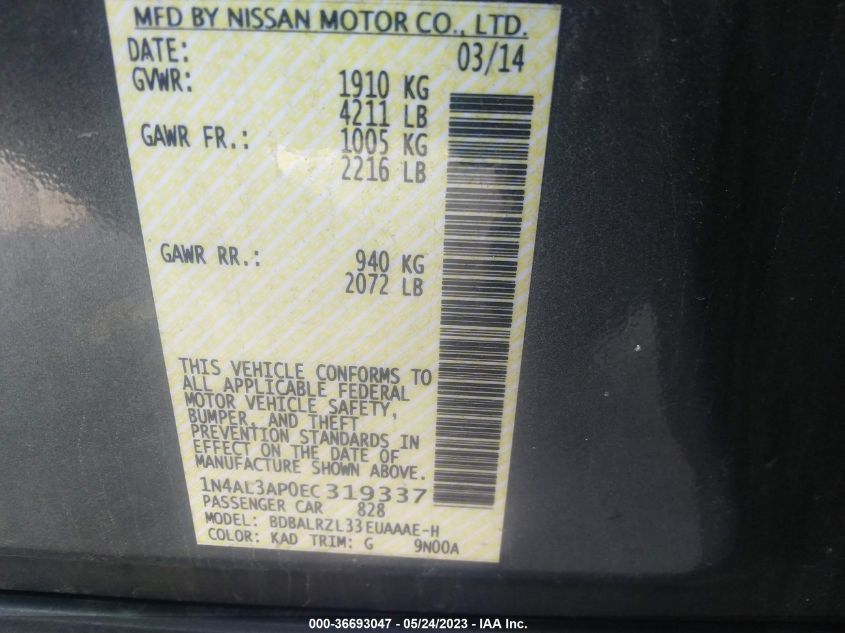 MFD BY NISSAN MOTOR CO., LTD.
DATE: 03/14
GVWR: 1910 KG
4211 LB
GAWR FR.: 1005 KG
2216 LB
GAWR RR.: 940 KG
2072 LB
THIS VEHICLE CONFORMS TO
ALL APPLICABLE FEDERAL
MOTOR VEHICLE SAFETY,
BUMPER, AND THEFT
PREVENTION STANDARDS IN
EFFECT ON THE DATE OF
MANUFACTURE SHOWN ABOVE.
1N4AL3AP0EC319337
PASSENGER CAR 828
MODEL: BDBALRZL33EUAAAE-H
COLOR: KAD TRIM: G 9N00A
000-36693047 - 05/24/2023 - IAA Inc.